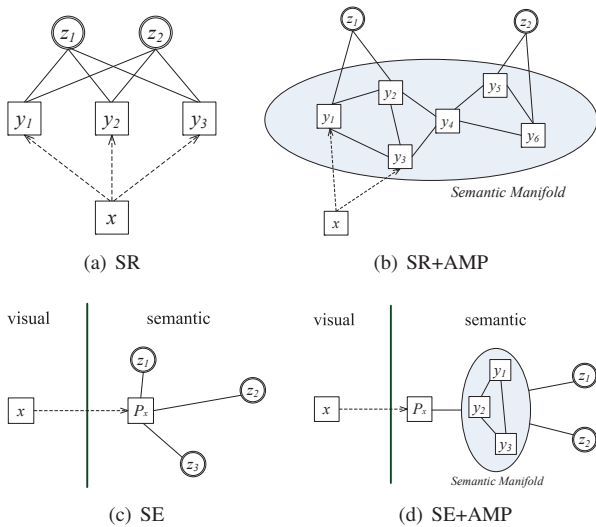 z1 z2
y1 y2 y3
x
(a) SR
z1 z2
y1 y2 y3 y4 y5 y6
Semantic Manifold
x
(b) SR+AMP
visual semantic
z1
z2
x Px
z3
(c) SE
visual semantic
y1
z1
x Px y2
z2
y3
Semantic Manifold
(d) SE+AMP